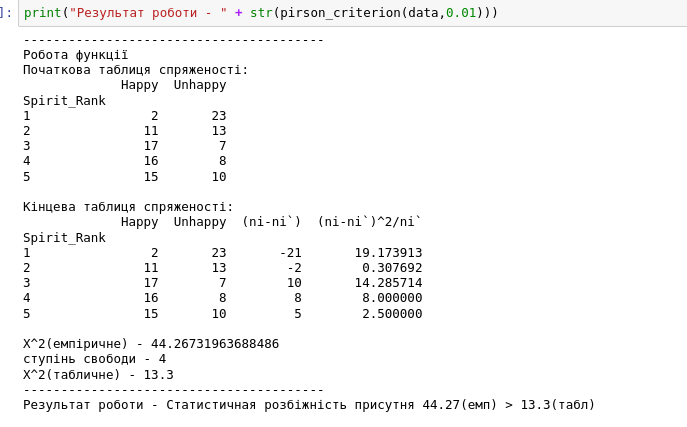 ]: print("Результат роботи - " + str(pirson_criterion(data,0.01)))
----------------------------------------
Робота функції
Початкова таблиця спряженості:
Happy Unhappy
Spirit_Rank
1 2 23
2 11 13
3 17 7
4 16 8
5 15 10
Кінцева таблиця спряженості:
Happy Unhappy (ni-ni`) (ni-ni`)^2/ni`
Spirit_Rank
1 2 23 -21 19.173913
2 11 13 -2 0.307692
3 17 7 10 14.285714
4 16 8 8 8.000000
5 15 10 5 2.500000
X^2(емпіричне) - 44.26731963688486
ступінь свободи - 4
X^2(табличне) - 13.3
----------------------------------------
Результат роботи - Статистична розбіжність присутня 44.27(емп) > 13.3(табл)